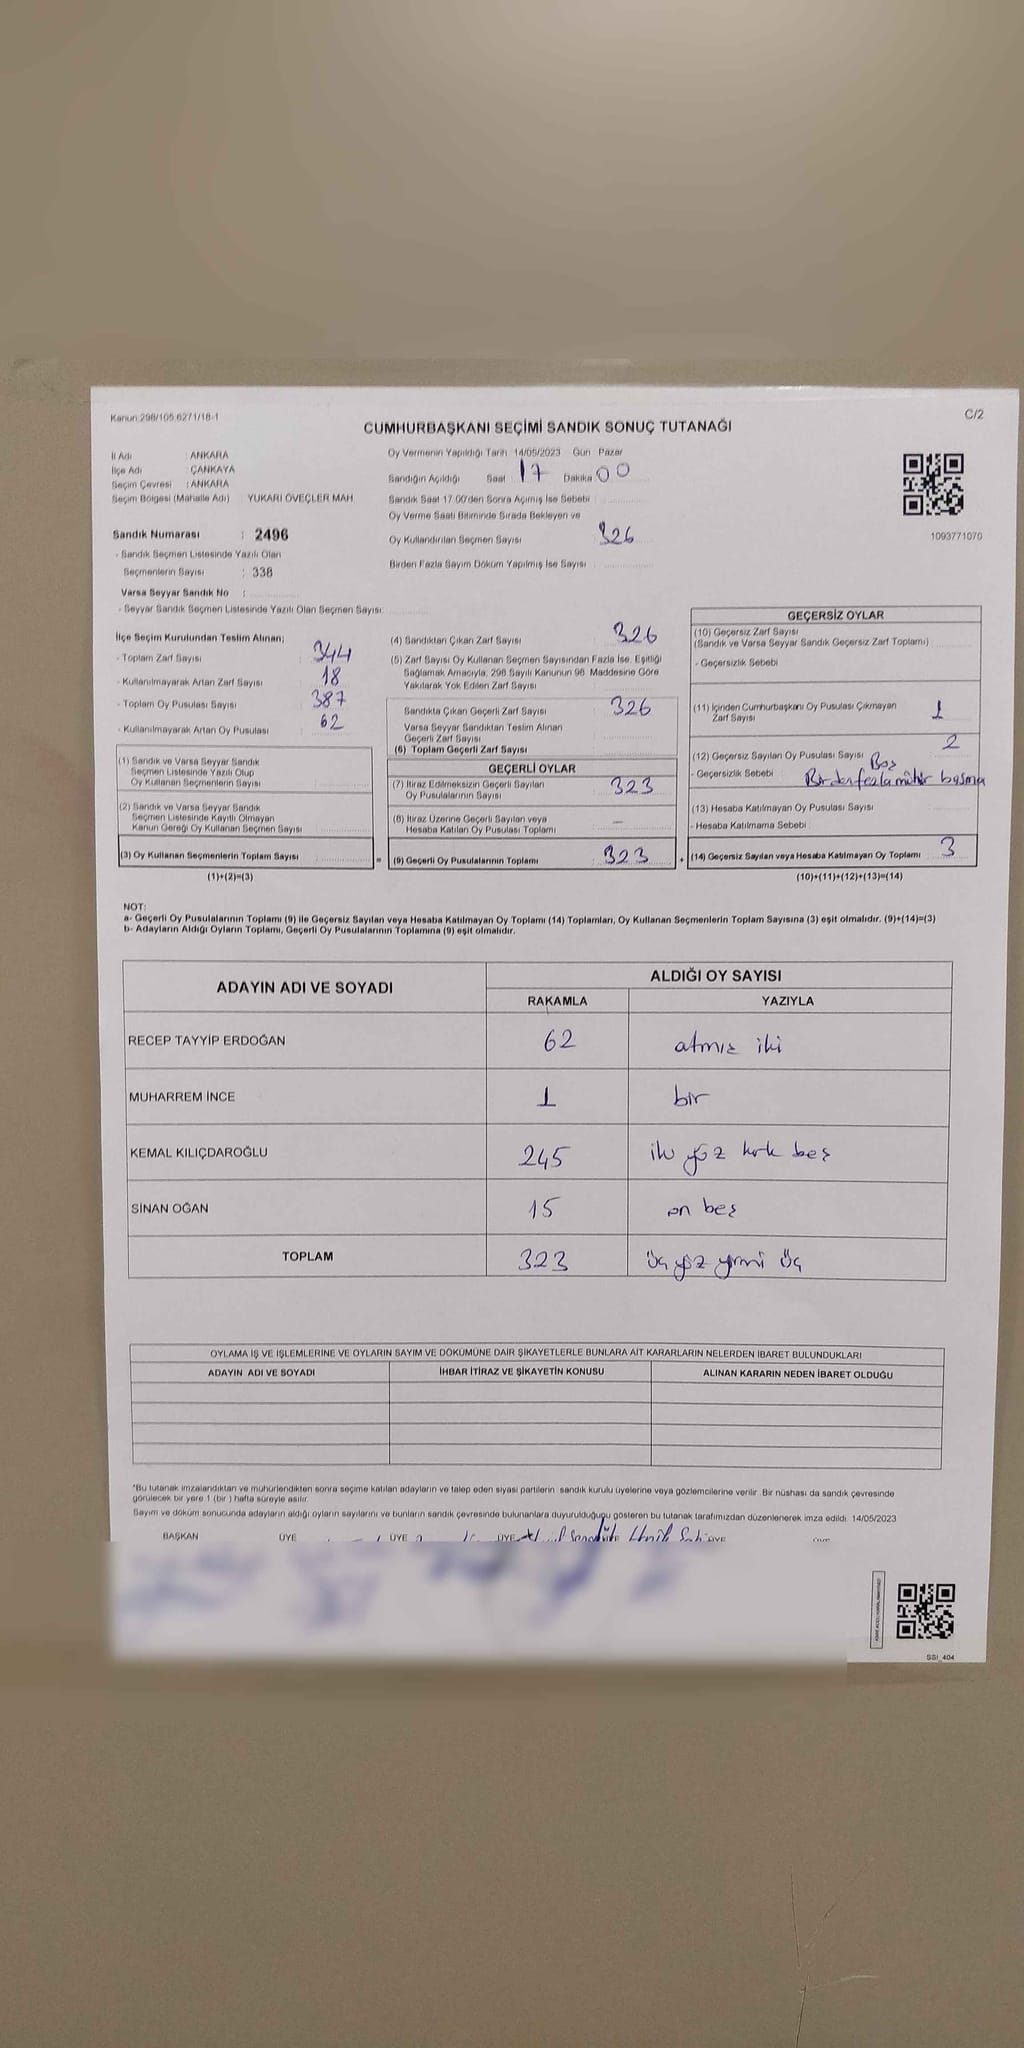 Kanun:298/105 6271/18-1
C/2
CUMHURBAŞKANI SEÇİMİ SANDIK SONUÇ TUTANAĞI
İl Adı : ANKARA
İlçe Adı : ÇANKAYA
Seçim Çevresi : ANKARA
Seçim Bölgesi (Mahalle Adı) : YUKARI ÖVEÇLER MAH
Sandık Numarası : 2496
- Sandık Seçmen Listesinde Yazılı Olan
Seçmenlerin Sayısı : 338
Varsa Seyyar Sandık No :
- Seyyar Sandık Seçmen Listesinde Yazılı Olan Seçmen Sayısı:
Oy Vermenin Yapıldığı Tarih 14/05/2023 Gün Pazar
Sandığın Açıldığı Saat 17 Dakika 00
Sandık Saat 17.00'den Sonra Açımış İse Sebebi :
Oy Verme Saati Bitiminde Sırada Bekleyen ve
Oy Kullandırılan Seçmen Sayısı : 326
Birden Fazla Sayım Döküm Yapılmış İse Sayısı :
1093771070
İlçe Seçim Kurulundan Teslim Alınan;
- Toplam Zarf Sayısı : 344
- Kullanılmayarak Artan Zarf Sayısı : 18
- Toplam Oy Pusulası Sayısı : 387
- Kullanılmayarak Artan Oy Pusulası : 62
(1) Sandık ve Varsa Seyyar Sandık
Seçmen Listesinde Yazılı Olup
Oy Kullanan Seçmenlerin Sayısı :
(2) Sandık ve Varsa Seyyar Sandık
Seçmen Listesinde Kayıtlı Olmayan
Kanun Gereği Oy Kullanan Seçmen Sayısı :
(3) Oy Kullanan Seçmenlerin Toplam Sayısı : =
(1)+(2)=(3)
(4) Sandıktan Çıkan Zarf Sayısı : 326
(5) Zarf Sayısı Oy Kullanan Seçmen Sayısından Fazla İse, Eşitliği
Sağlamak Amacıyla, 298 Sayılı Kanunun 98. Maddesine Göre
Yakılarak Yok Edilen Zarf Sayısı :
Sandıkta Çıkan Geçerli Zarf Sayısı : 326
Varsa Seyyar Sandıktan Teslim Alınan
Geçerli Zarf Sayısı :
(6) Toplam Geçerli Zarf Sayısı
GEÇERLİ OYLAR
(7) İtiraz Edilmeksizin Geçerli Sayılan
Oy Pusulalarının Sayısı : 323
(8) İtiraz Üzerine Geçerli Sayılan veya
Hesaba Katılan Oy Pusulası Toplamı : –
(9) Geçerli Oy Pusulalarının Toplamı : 323 +
GEÇERSİZ OYLAR
(10) Geçersiz Zarf Sayısı
(Sandık ve Varsa Seyyar Sandık Geçersiz Zarf Toplamı) :
- Geçersizlik Sebebi :
(11) İçinden Cumhurbaşkanı Oy Pusulası Çıkmayan
Zarf Sayısı : 1
(12) Geçersiz Sayılan Oy Pusulası Sayısı : 2
Boş
- Geçersizlik Sebebi : Birden fazla mühür basma
(13) Hesaba Katılmayan Oy Pusulası Sayısı :
- Hesaba Katılmama Sebebi :
(14) Geçersiz Sayılan veya Hesaba Katılmayan Oy Toplamı : 3
(10)+(11)+(12)+(13)=(14)
NOT:
a- Geçerli Oy Pusulalarının Toplamı (9) ile Geçersiz Sayılan veya Hesaba Katılmayan Oy Toplamı (14) Toplamları, Oy Kullanan Seçmenlerin Toplam Sayısına (3) eşit olmalıdır. (9)+(14)=(3)
b- Adayların Aldığı Oyların Toplamı, Geçerli Oy Pusulalarının Toplamına (9) eşit olmalıdır.
ADAYIN ADI VE SOYADI
ALDIĞI OY SAYISI
RAKAMLA YAZIYLA
RECEP TAYYİP ERDOĞAN 62 atmış iki
MUHARREM İNCE 1 bir
KEMAL KILIÇDAROĞLU 245 iki yüz kırk beş
SİNAN OĞAN 15 on beş
TOPLAM 323 üç yüz yirmi üç
OYLAMA İŞ VE İŞLEMLERİNE VE OYLARIN SAYIM VE DÖKÜMÜNE DAİR ŞİKAYETLERLE BUNLARA AİT KARARLARIN NELERDEN İBARET BULUNDUKLARI
ADAYIN ADI VE SOYADI İHBAR İTİRAZ VE ŞİKAYETİN KONUSU ALINAN KARARIN NEDEN İBARET OLDUĞU
*Bu tutanak imzalandıktan ve mühürlendikten sonra seçime katılan adayların ve talep eden siyasi partilerin sandık kurulu üyelerine veya gözlemcilerine verilir. Bir nüshası da sandık çevresinde
görülecek bir yere 1 (bir) hafta süreyle asılır.
Sayım ve döküm sonucunda adayların aldığı oyların sayılarını ve bunların sandık çevresinde bulunanlara duyurulduğunu gösteren bu tutanak tarafımızdan düzenlenerek imza edildi. 14/05/2023
BAŞKAN ÜYE ÜYE ÜYE ÜYE
SSI_404